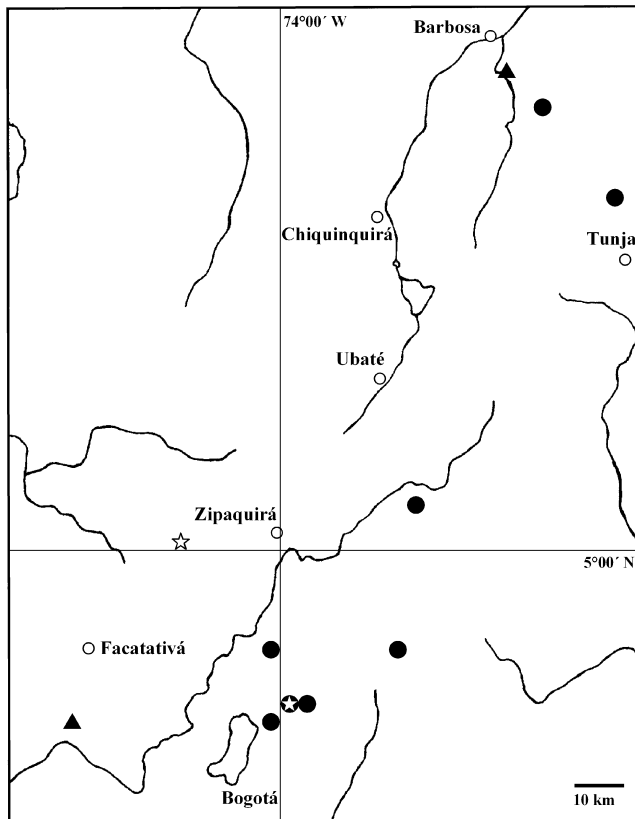 74°00´ W
Barbosa
Chiquinquirá
Tunja
Ubaté
Zipaquirá
5°00´ N
Facatativá
Bogotá
10 km